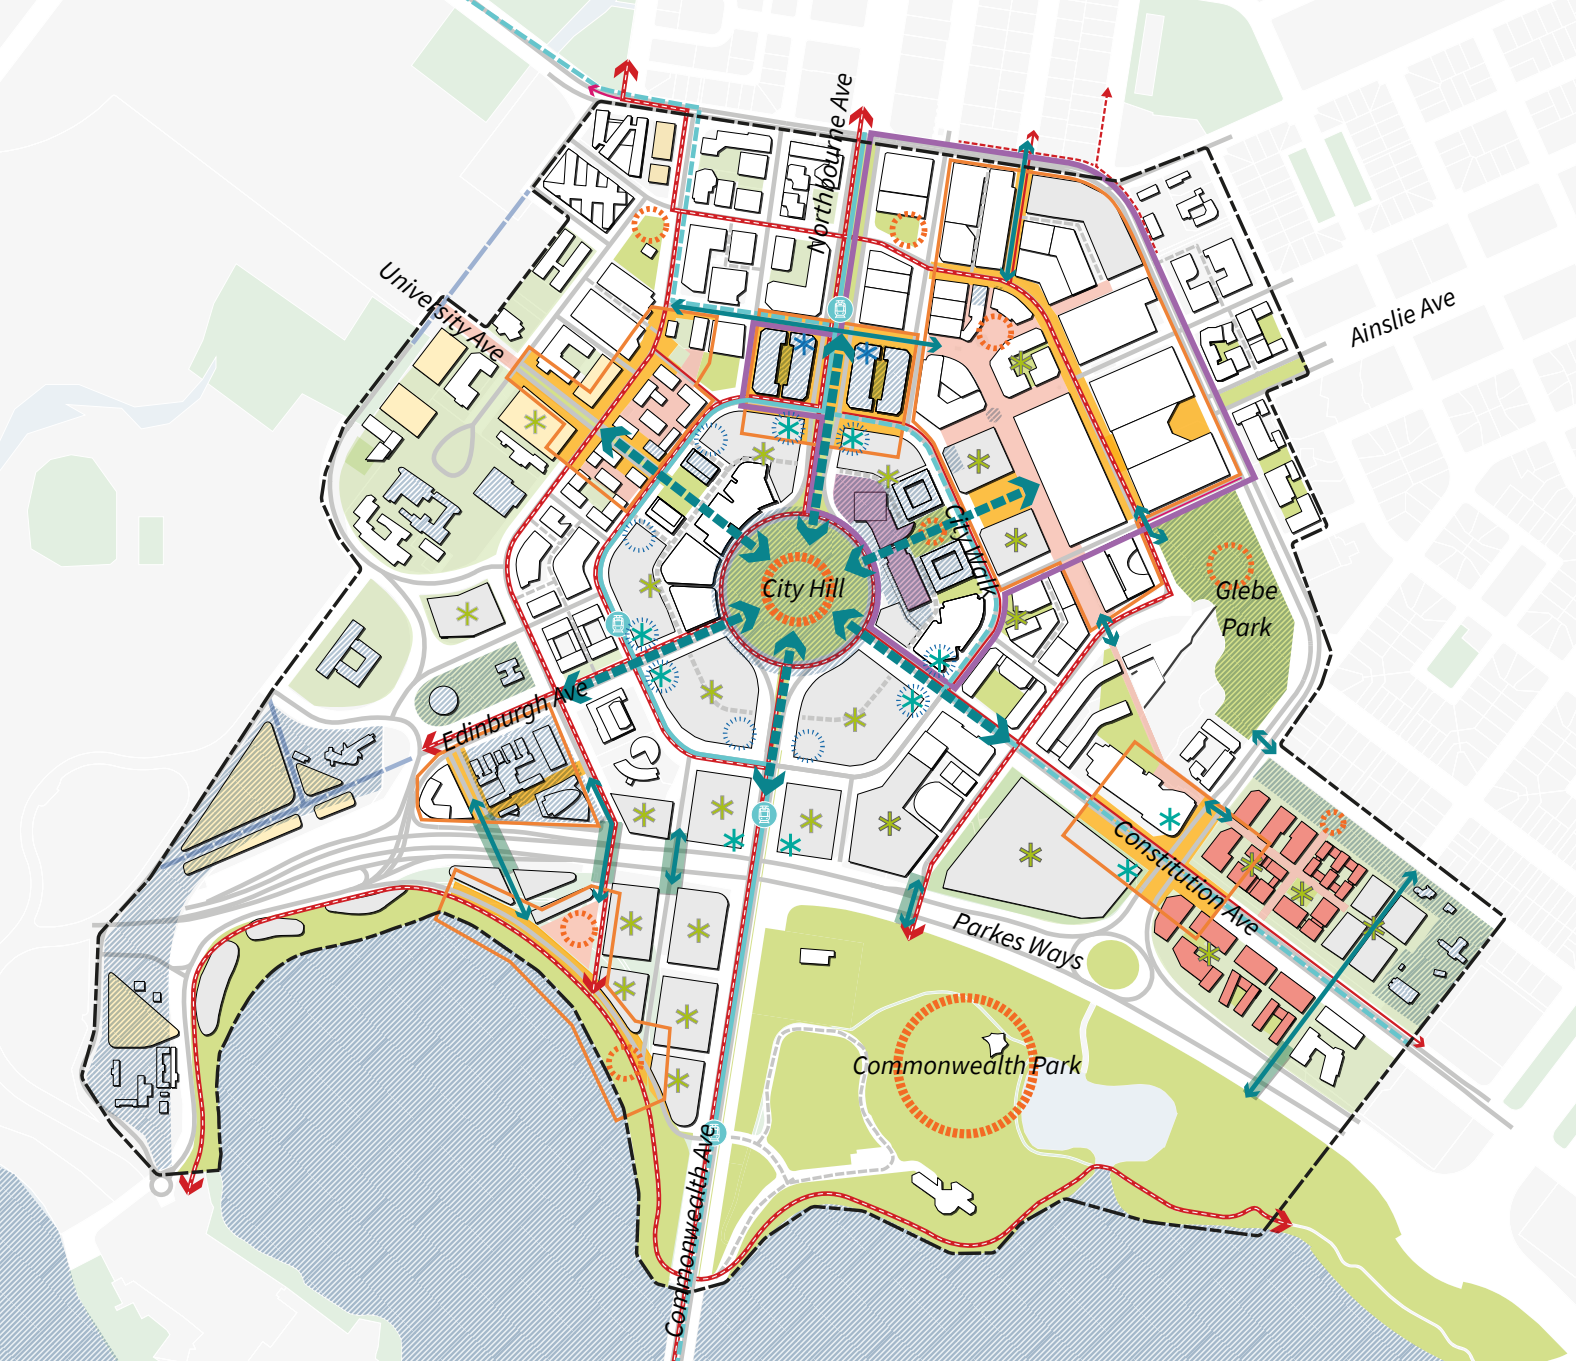 Northbourne Ave
University Ave
Ainslie Ave
City Walk
City Hill
Glebe
Park
Edinburgh Ave
Constitution Ave
Parkes Ways
Commonwealth Park
Commonwealth Ave